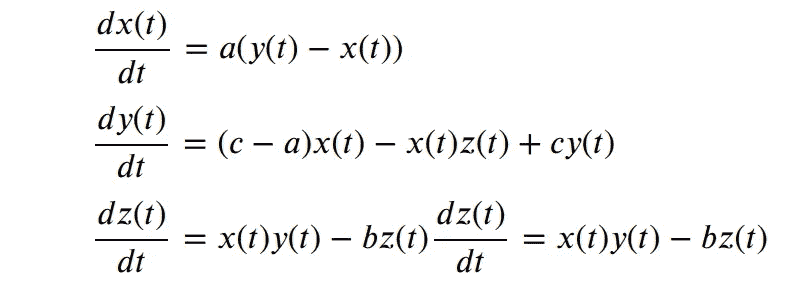 dx(t)/dt = a(y(t) − x(t))
dy(t)/dt = (c − a)x(t) − x(t)z(t) + cy(t)
dz(t)/dt = x(t)y(t) − bz(t) dz(t)/dt = x(t)y(t) − bz(t)